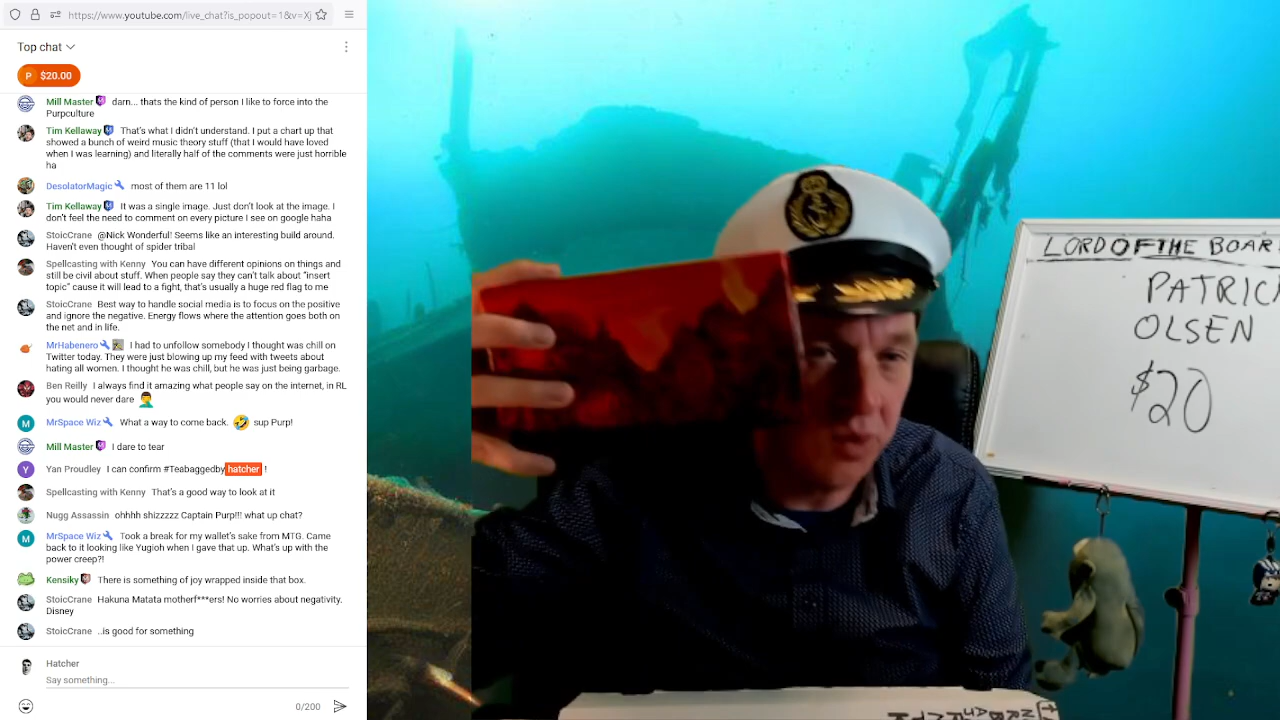 https://www.youtube.com/live_chat?is_popout=1&v=Xj
Top chat
P $20.00
Mill Master darn... thats the kind of person I like to force into the
Purpculture
Tim Kellaway That's what I didn't understand. I put a chart up that
showed a bunch of weird music theory stuff (that I would have loved
when I was learning) and literally half of the comments were just horrible
ha
DesolatorMagic most of them are 11 lol
Tim Kellaway It was a single image. Just don't look at the image. I
don't feel the need to comment on every picture I see on google haha
StoicCrane @Nick Wonderful! Seems like an interesting build around.
Haven't even thought of spider tribal
Spellcasting with Kenny You can have different opinions on things and
still be civil about stuff. When people say they can't talk about "insert
topic" cause it will lead to a fight, that's usually a huge red flag to me
StoicCrane Best way to handle social media is to focus on the positive
and ignore the negative. Energy flows where the attention goes both on
the net and in life.
MrHabenero I had to unfollow somebody I thought was chill on
Twitter today. They were just blowing up my feed with tweets about
hating all women. I thought he was chill, but he was just being garbage.
Ben Reilly I always find it amazing what people say on the internet, in RL
you would never dare
M MrSpace Wiz What a way to come back. sup Purp!
Mill Master I dare to tear
Y Yan Proudley I can confirm #Teabaggedby hatcher !
Spellcasting with Kenny That's a good way to look at it
Nugg Assassin ohhhh shizzzzz Captain Purp!!! what up chat?
M MrSpace Wiz Took a break for my wallet's sake from MTG. Came
back to it looking like Yugioh when I gave that up. What's up with the
power creep?!
Kensiky There is something of joy wrapped inside that box.
StoicCrane Hakuna Matata motherf***ers! No worries about negativity.
Disney
StoicCrane ..is good for something
Hatcher
Say something...
0/200
LORD OF THE BOAR
PATRIC
OLSEN
$20